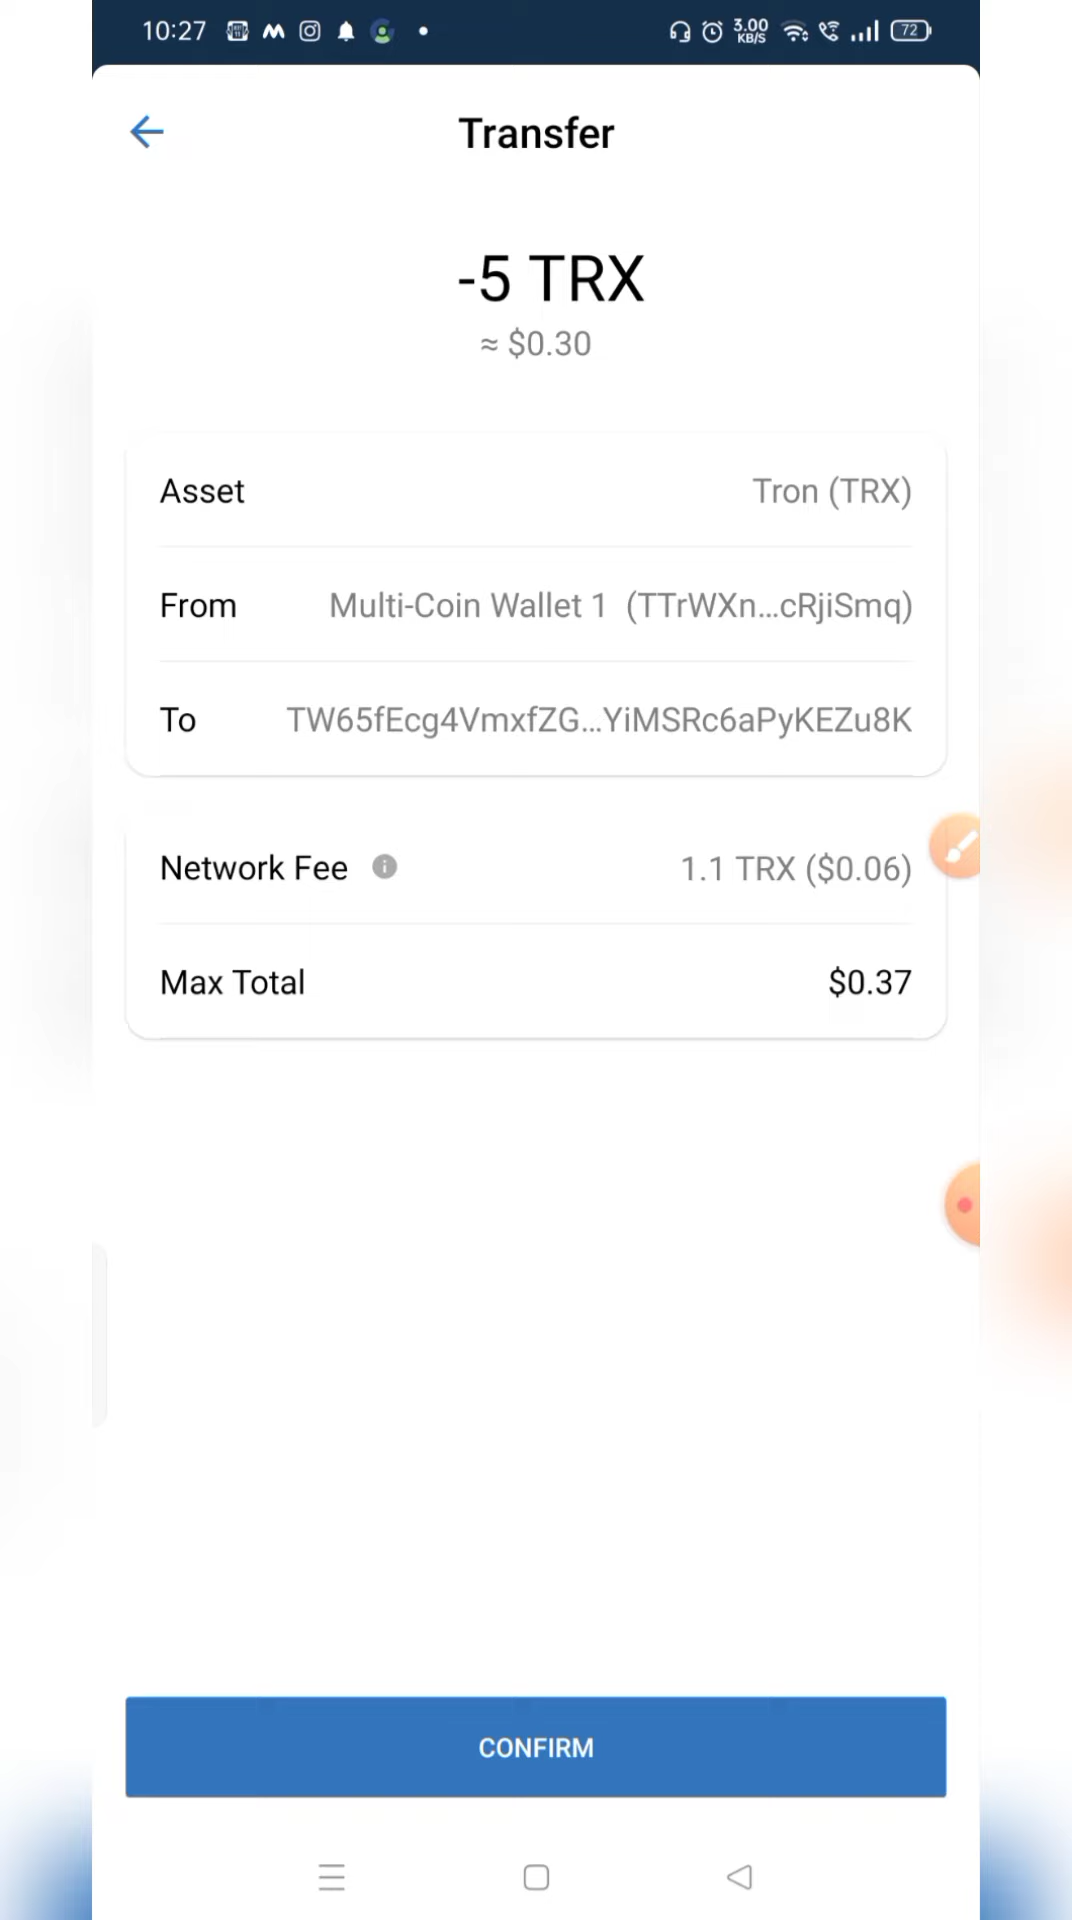 10:27 3.00 KB/S 72
Transfer
-5 TRX
≈ $0.30
Asset Tron (TRX)
From Multi-Coin Wallet 1 (TTrWXn...cRjiSmq)
To TW65fEcg4VmxfZG...YiMSRc6aPyKEZu8K
Network Fee 1.1 TRX ($0.06)
Max Total $0.37
CONFIRM